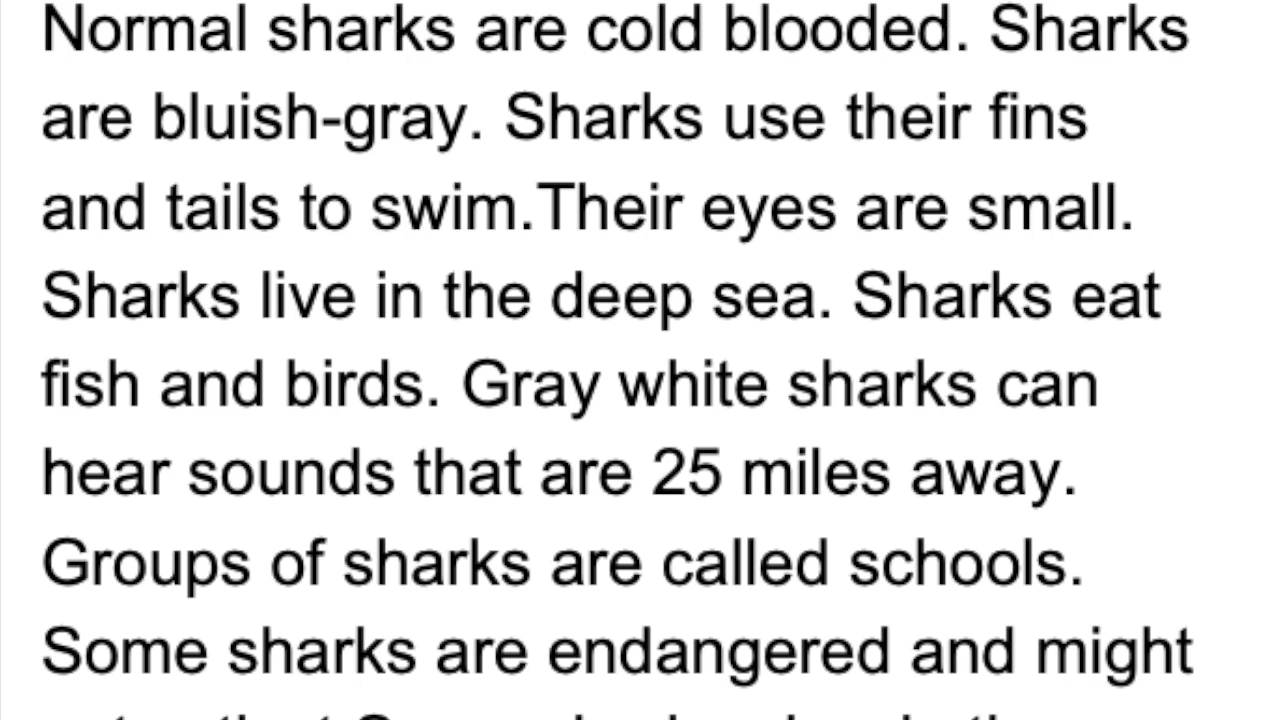 Normal sharks are cold blooded. Sharks
are bluish-gray. Sharks use their fins
and tails to swim.Their eyes are small.
Sharks live in the deep sea. Sharks eat
fish and birds. Gray white sharks can
hear sounds that are 25 miles away.
Groups of sharks are called schools.
Some sharks are endangered and might